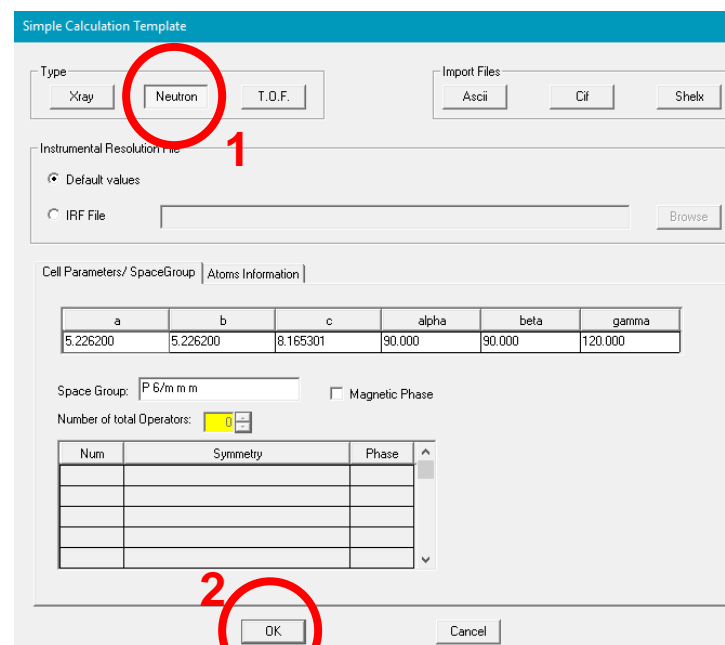 Simple Calculation Template
Type
Import Files
Xray Neutron T.O.F. Ascii Cif Shelx
1
Instrumental Resolution File
Default values
IRF File Browse
Cell Parameters/ SpaceGroup Atoms Information
a b c alpha beta gamma
5.226200 5.226200 8.165301 90.000 90.000 120.000
Space Group: P 6/m m m Magnetic Phase
Number of total Operators: 0
Num Symmetry Phase
2
OK Cancel